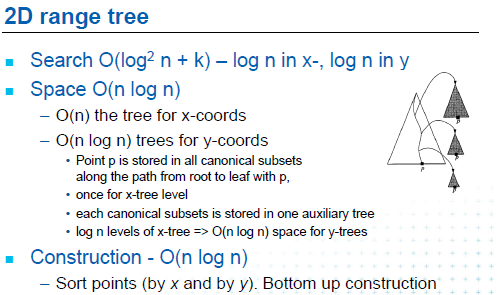 2D range tree
▪ Search O(log² n + k) – log n in x-, log n in y
▪ Space O(n log n)
– O(n) the tree for x-coords
– O(n log n) trees for y-coords
• Point p is stored in all canonical subsets
along the path from root to leaf with p,
• once for x-tree level
• each canonical subsets is stored in one auxiliary tree
• log n levels of x-tree => O(n log n) space for y-trees
▪ Construction - O(n log n)
– Sort points (by x and by y). Bottom up construction
p
p
p
p